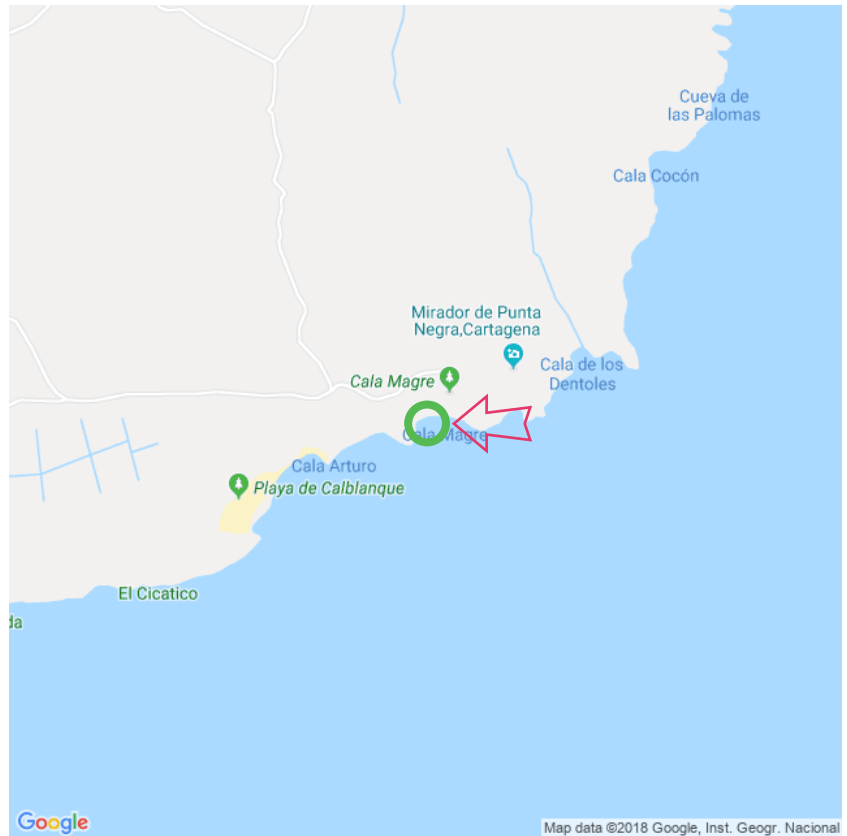 Cueva de
las Palomas
Cala Cocón
Mirador de Punta
Negra,Cartagena
Cala de los
Dentoles
Cala Magre
Cala Magre
Cala Arturo
Playa de Calblanque
El Cicatico
da
Google
Map data ©2018 Google, Inst. Geogr. Nacional